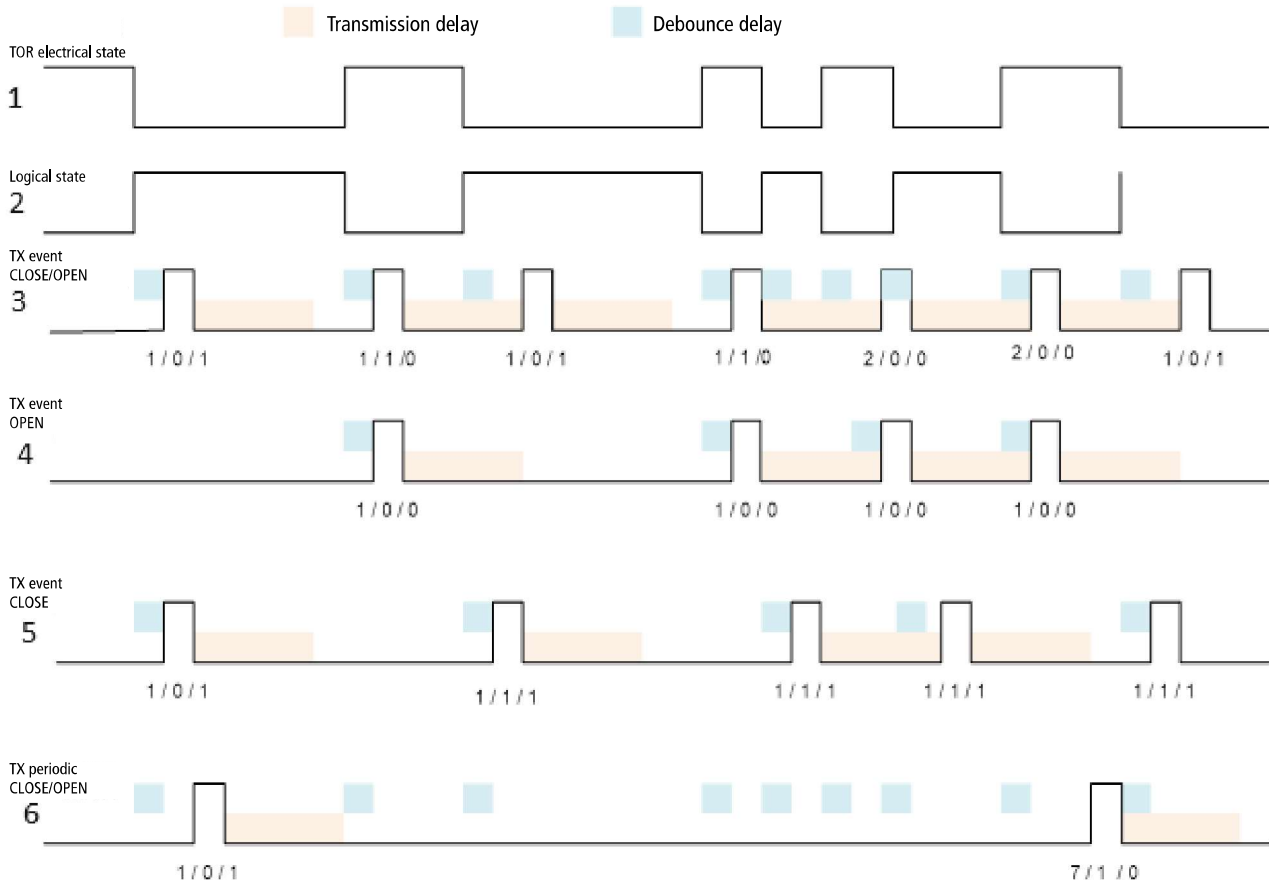 Transmission delay
Debounce delay
TOR electrical state
1
Logical state
2
TX event
CLOSE/OPEN
3
1 / 0 / 1
1 / 1 /0
1 / 0 / 1
1 / 1 /0
2 / 0 / 0
2 / 0 / 0
1 / 0 / 1
TX event
OPEN
4
1 / 0 / 0
1 / 0 / 0
1 / 0 / 0
1 / 0 / 0
TX event
CLOSE
5
1 / 0 / 1
1 / 1 / 1
1 / 1 / 1
1 / 1 / 1
1 / 1 / 1
TX periodic
CLOSE/OPEN
6
1 / 0 / 1
7 / 1 / 0